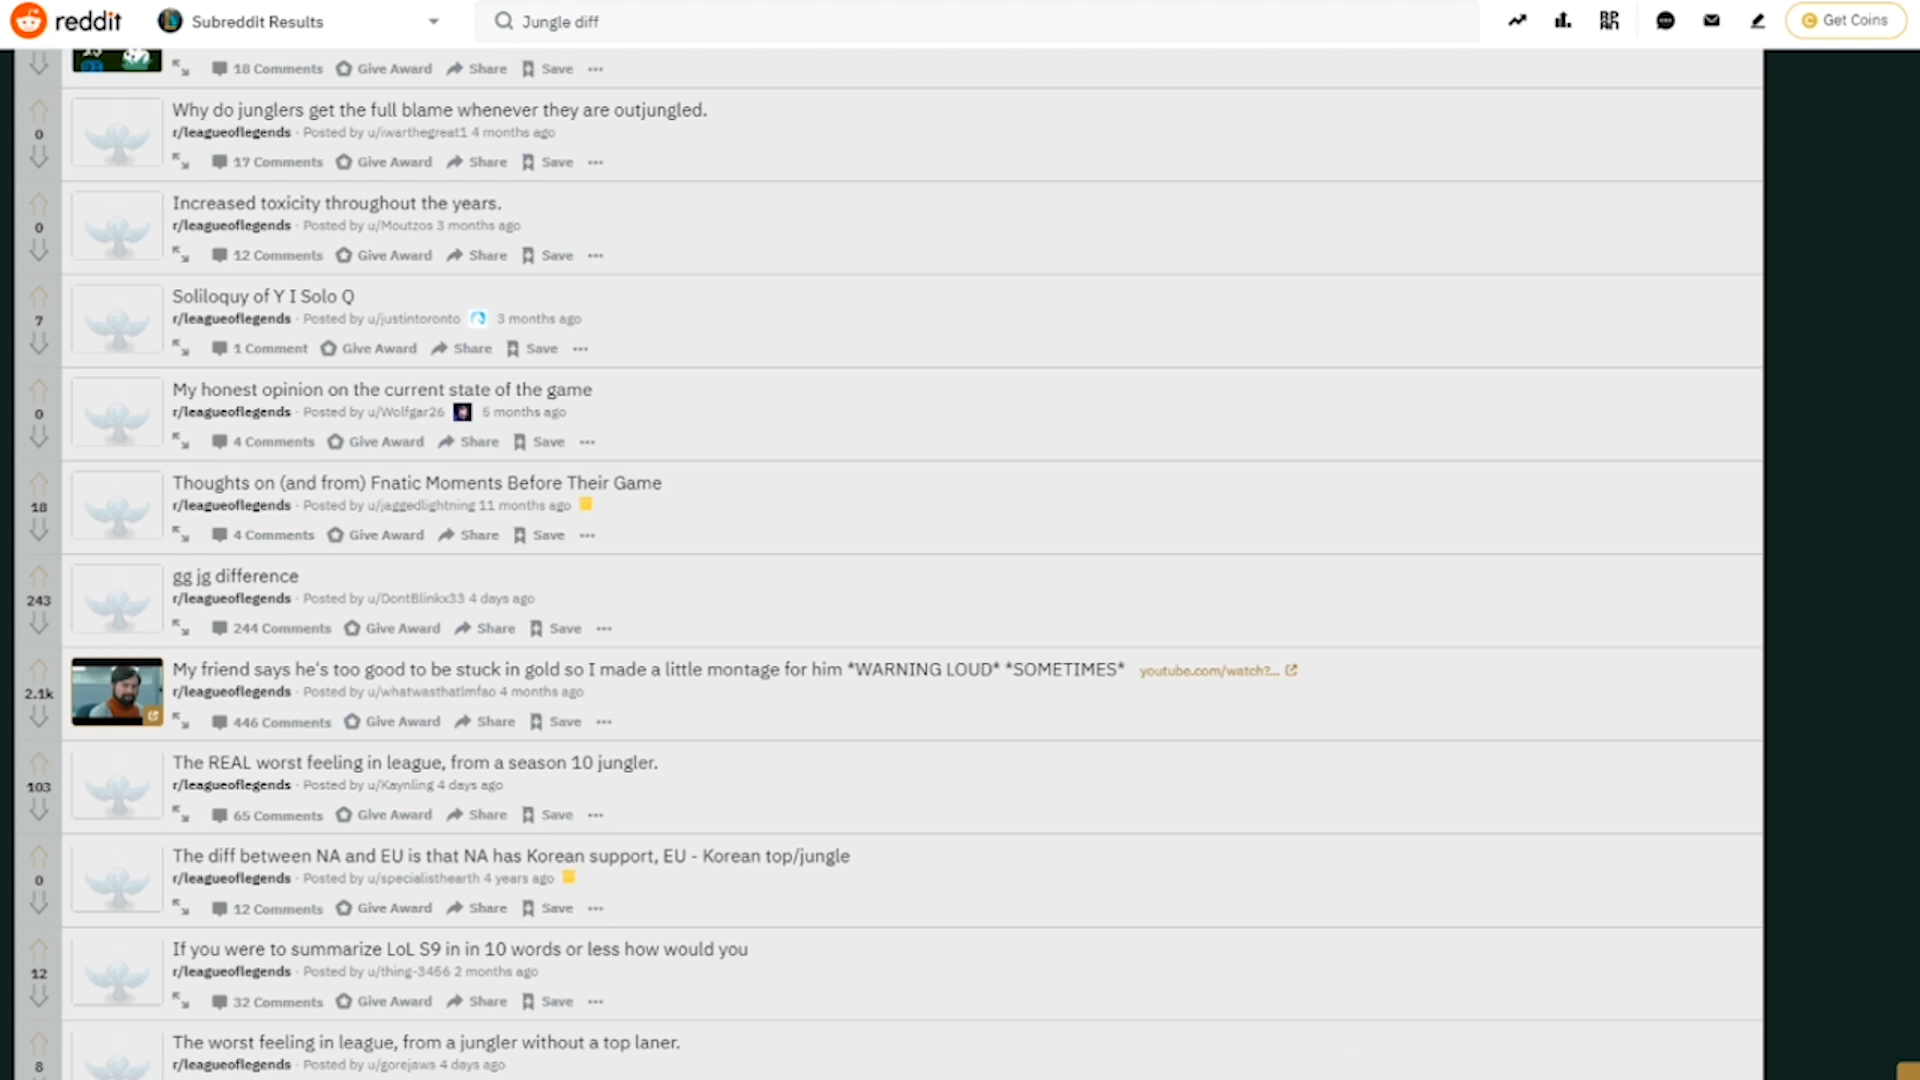 reddit Subreddit Results Jungle diff Get Coins
18 Comments Give Award Share Save ...
Why do junglers get the full blame whenever they are outjungled.
0 r/leagueoflegends · Posted by u/iwarthegreat1 4 months ago
17 Comments Give Award Share Save ...
Increased toxicity throughout the years.
0 r/leagueoflegends · Posted by u/Moutzos 3 months ago
12 Comments Give Award Share Save ...
Soliloquy of Y I Solo Q
7 r/leagueoflegends · Posted by u/justintoronto 3 months ago
1 Comment Give Award Share Save ...
My honest opinion on the current state of the game
0 r/leagueoflegends · Posted by u/Wolfgar26 5 months ago
4 Comments Give Award Share Save ...
Thoughts on (and from) Fnatic Moments Before Their Game
18 r/leagueoflegends · Posted by u/jaggedlightning 11 months ago
4 Comments Give Award Share Save ...
gg jg difference
243 r/leagueoflegends · Posted by u/DontBlinkx33 4 days ago
244 Comments Give Award Share Save ...
My friend says he's too good to be stuck in gold so I made a little montage for him *WARNING LOUD* *SOMETIMES* youtube.com/watch?...
2.1k r/leagueoflegends · Posted by u/whatwasthatlmfao 4 months ago
446 Comments Give Award Share Save ...
The REAL worst feeling in league, from a season 10 jungler.
103 r/leagueoflegends · Posted by u/Kaynling 4 days ago
65 Comments Give Award Share Save ...
The diff between NA and EU is that NA has Korean support, EU - Korean top/jungle
0 r/leagueoflegends · Posted by u/specialisthearth 4 years ago
12 Comments Give Award Share Save ...
If you were to summarize LoL S9 in in 10 words or less how would you
12 r/leagueoflegends · Posted by u/thing-3456 2 months ago
32 Comments Give Award Share Save ...
The worst feeling in league, from a jungler without a top laner.
8 r/leagueoflegends · Posted by u/gorejaws 4 days ago